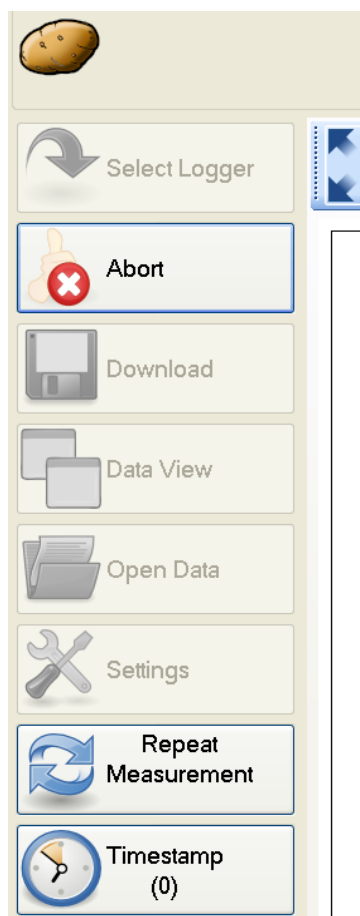 Select Logger
Abort
Download
Data View
Open Data
Settings
Repeat
Measurement
Timestamp
(0)